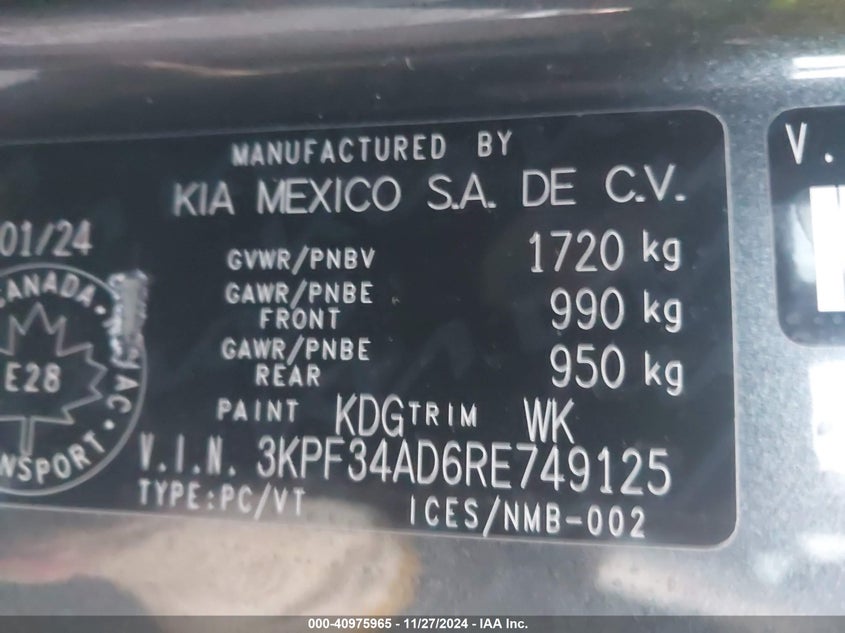 MANUFACTURED BY
KIA MEXICO S.A. DE C.V.
01/24
GVWR/PNBV 1720 kg
GAWR/PNBE FRONT 990 kg
GAWR/PNBE REAR 950 kg
PAINT KDG TRIM WK
V.I.N. 3KPF34AD6RE749125
TYPE:PC/VT ICES/NMB-002
CANADA
E28
V.
000-40975965 - 11/27/2024 - IAA Inc.